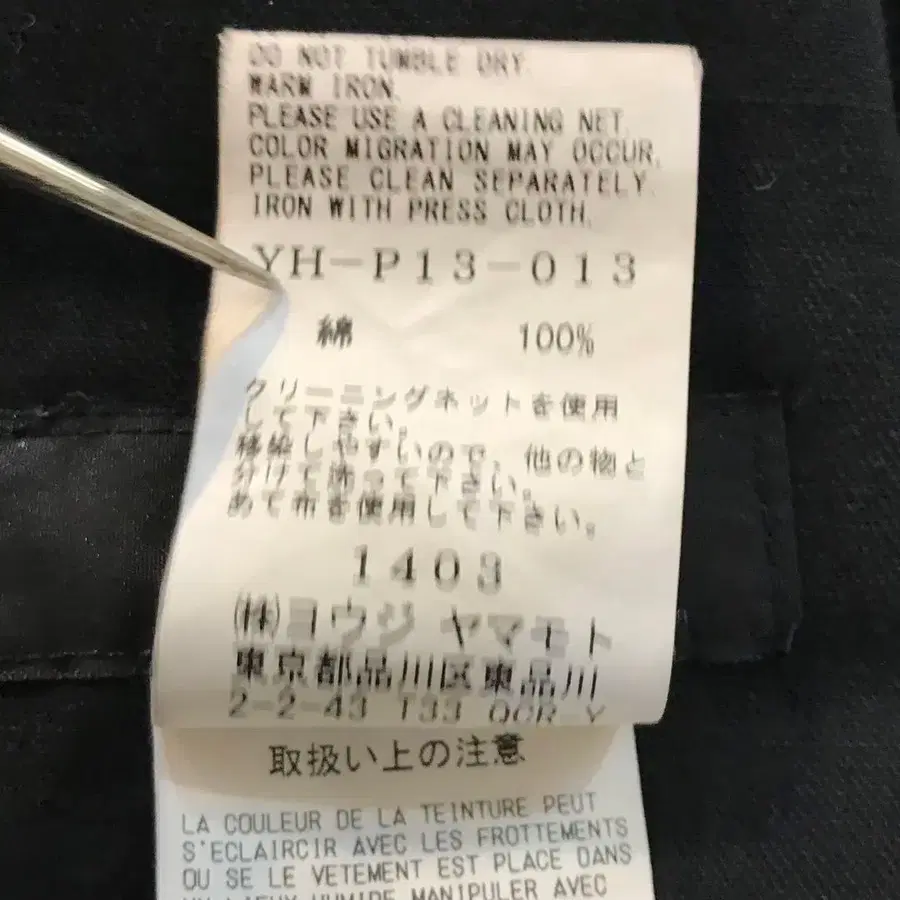 DO NOT TUMBLE DRY.
WARM IRON.
PLEASE USE A CLEANING NET.
COLOR MIGRATION MAY OCCUR.
PLEASE CLEAN SEPARATELY.
IRON WITH PRESS CLOTH.
YH-P13-013
綿 100%
クリーニングネットを使用
して下さい。
移染しやすいので、他の物と
分けて洗って下さい。
あて布を使用して下さい。
1403
㈱ヨウジ ヤマモト
東京都品川区東品川
2-2-43 T33 OCR-Y
取扱い上の注意
LA COULEUR DE LA TEINTURE PEUT
S'ECLAIRCIR AVEC LES FROTTEMENTS
OU SE LE VETEMENT EST PLACE DANS
UN LIEUX HUMIDE MANIPULER AVEC